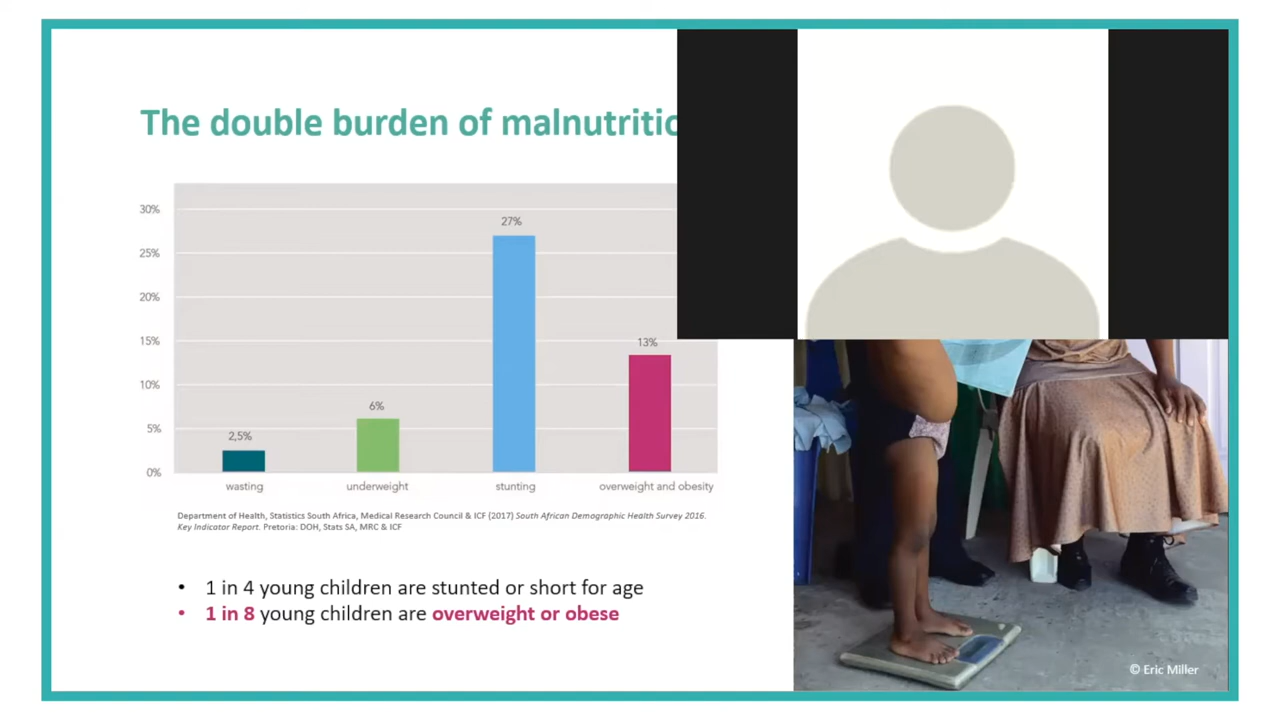 The double burden of malnutritio
30%
25%
20%
15%
10%
5%
0%
2,5%
6%
27%
13%
wasting
underweight
stunting
overweight and obesity
Department of Health, Statistics South Africa, Medical Research Council & ICF (2017) South African Demographic Health Survey 2016.
Key Indicator Report. Pretoria: DOH, Stats SA, MRC & ICF
• 1 in 4 young children are stunted or short for age
• 1 in 8 young children are overweight or obese
© Eric Miller